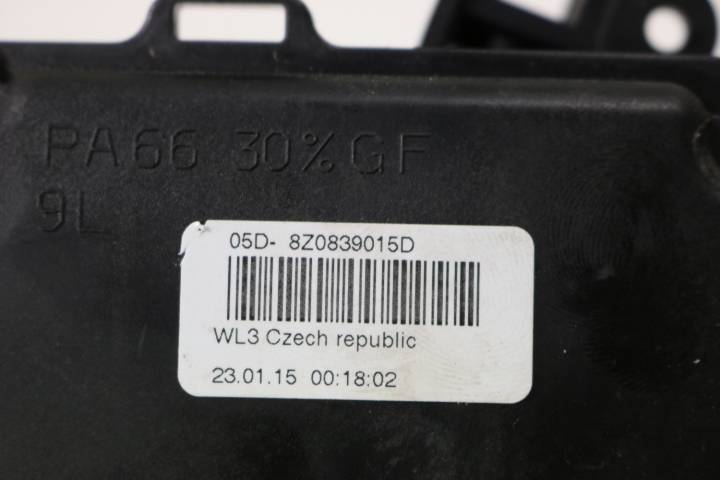 PA66 30% GF
9L
05D- 8Z0839015D
WL3 Czech republic
23.01.15 00:18:02